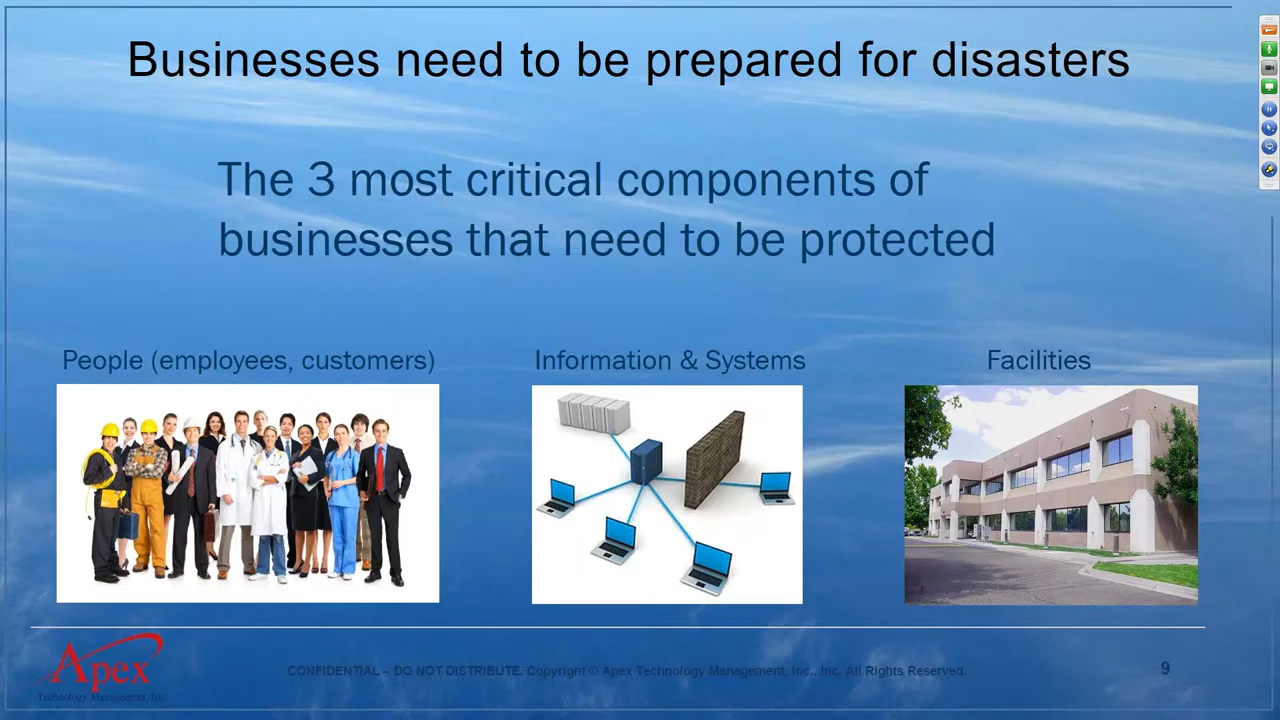 Businesses need to be prepared for disasters
The 3 most critical components of
businesses that need to be protected
People (employees, customers)
Information & Systems
Facilities
Apex
Technology Management, Inc.
CONFIDENTIAL – DO NOT DISTRIBUTE. Copyright © Apex Technology Management, Inc., Inc. All Rights Reserved.
9